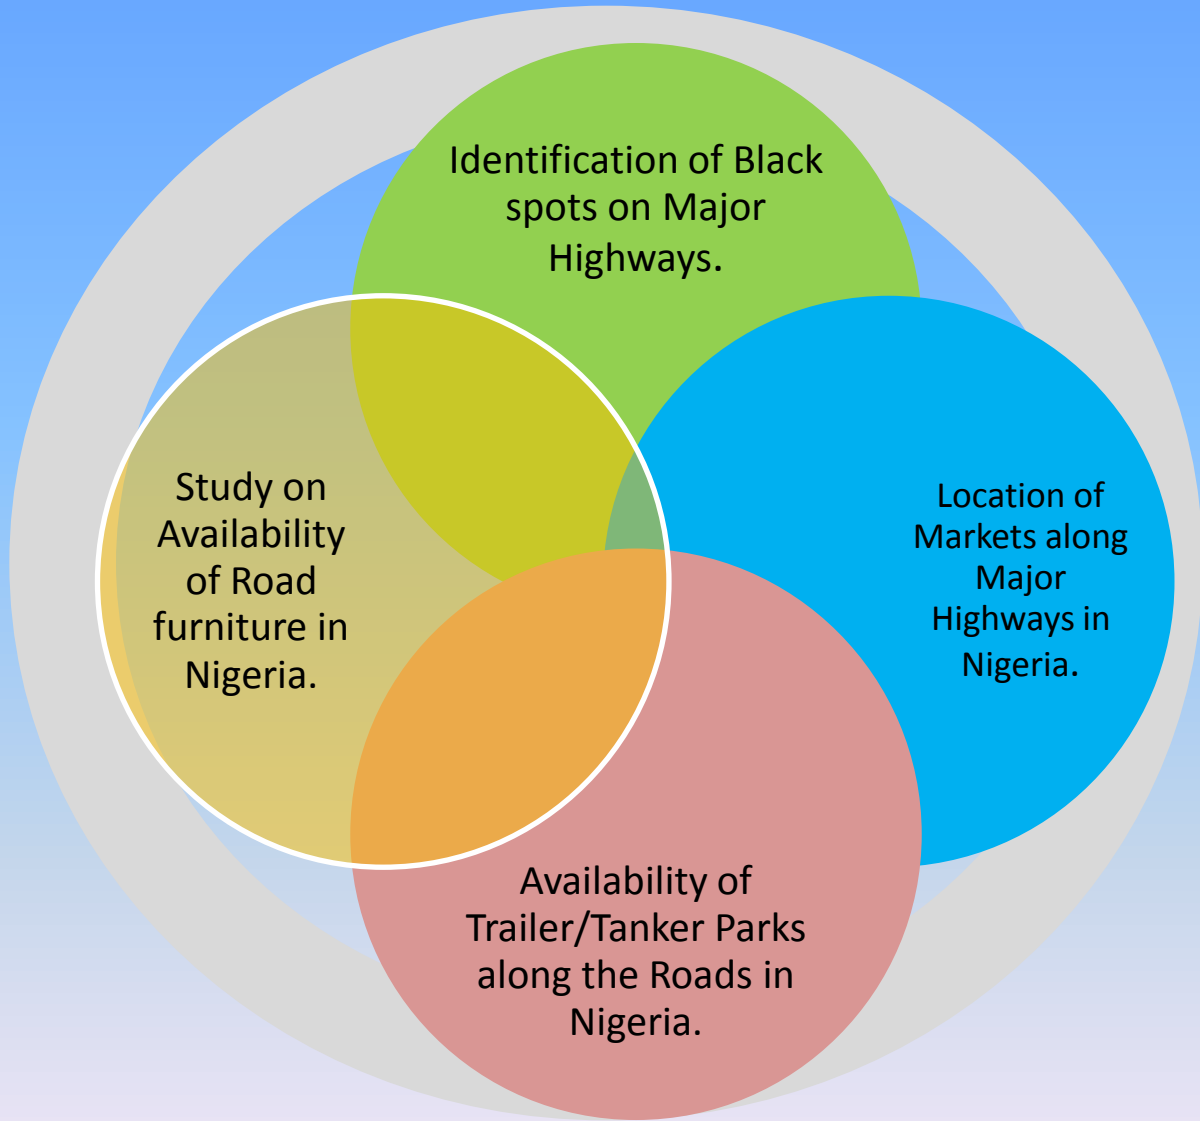 Identification of Black
spots on Major
Highways.
Study on
Availability
of Road
furniture in
Nigeria.
Location of
Markets along
Major
Highways in
Nigeria.
Availability of
Trailer/Tanker Parks
along the Roads in
Nigeria.